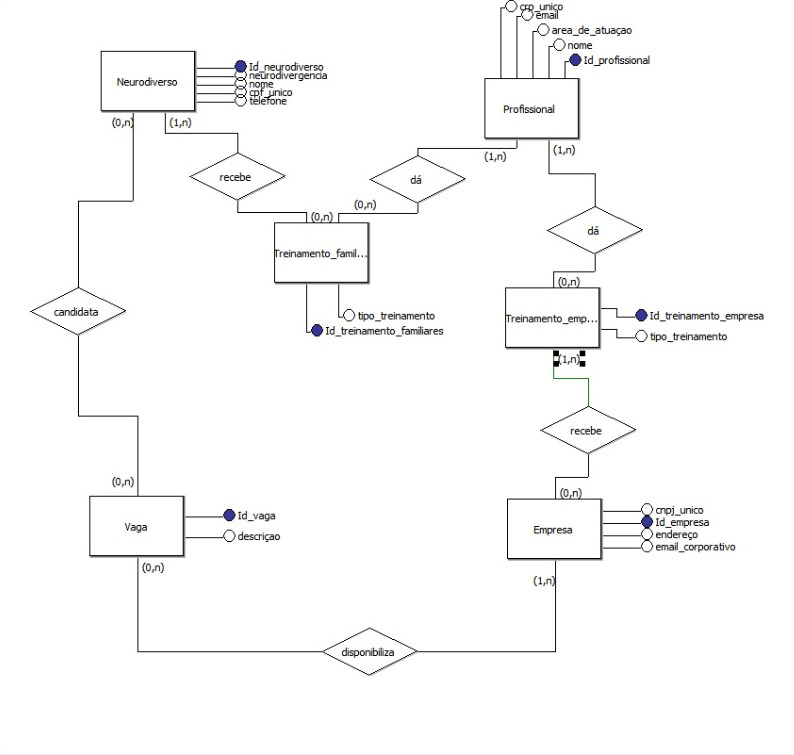 crp_unico
email
area_de_atuaçao
nome
Id_profissional
Profissional
Neurodiverso
Id_neurodiverso
neurodivergencia
nome
cpf_unico
telefone
(0,n)
(1,n)
(1,n)
(1,n)
recebe
dá
(0,n)
(0,n)
dá
Treinamento_famil...
(0,n)
tipo_treinamento
Id_treinamento_familiares
candidata
Treinamento_emp...
Id_treinamento_empresa
tipo_treinamento
(1,n)
recebe
(0,n)
(0,n)
Vaga
Id_vaga
descriçao
Empresa
cnpj_unico
Id_empresa
endereço
email_corporativo
(0,n)
(1,n)
disponibiliza